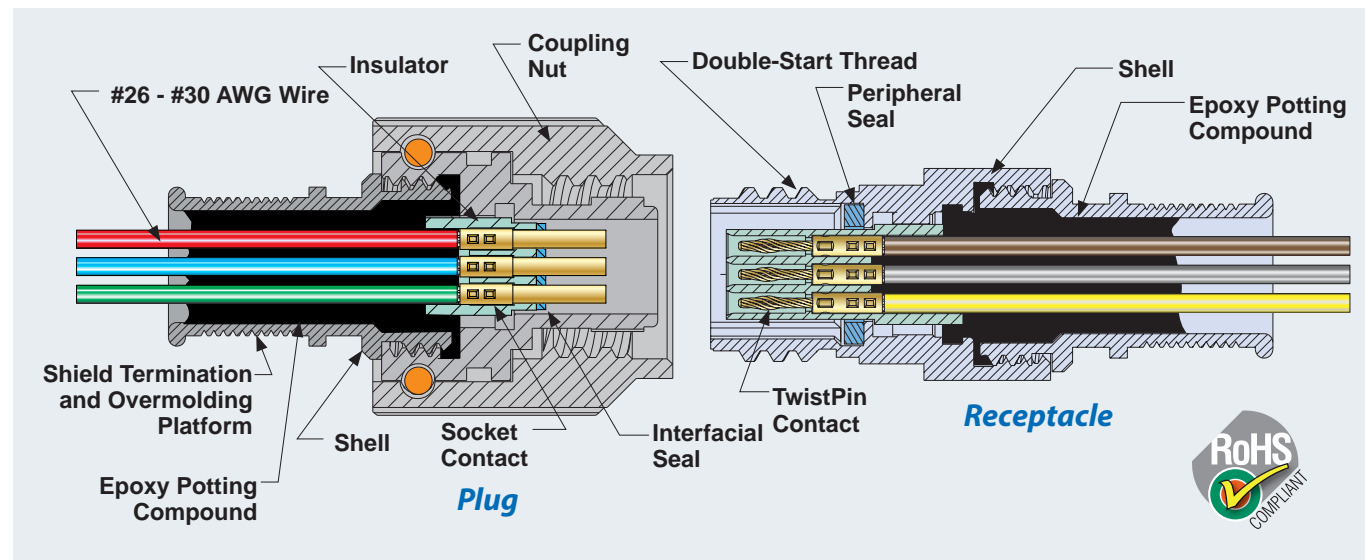 #26 - #30 AWG Wire
Insulator
Coupling
Nut
Double-Start Thread
Peripheral
Seal
Shell
Epoxy Potting
Compound
Shield Termination
and Overmolding
Platform
Shell
Epoxy Potting
Compound
Socket
Contact
Interfacial
Seal
Plug
TwistPin
Contact
Receptacle
RoHS
COMPLIANT